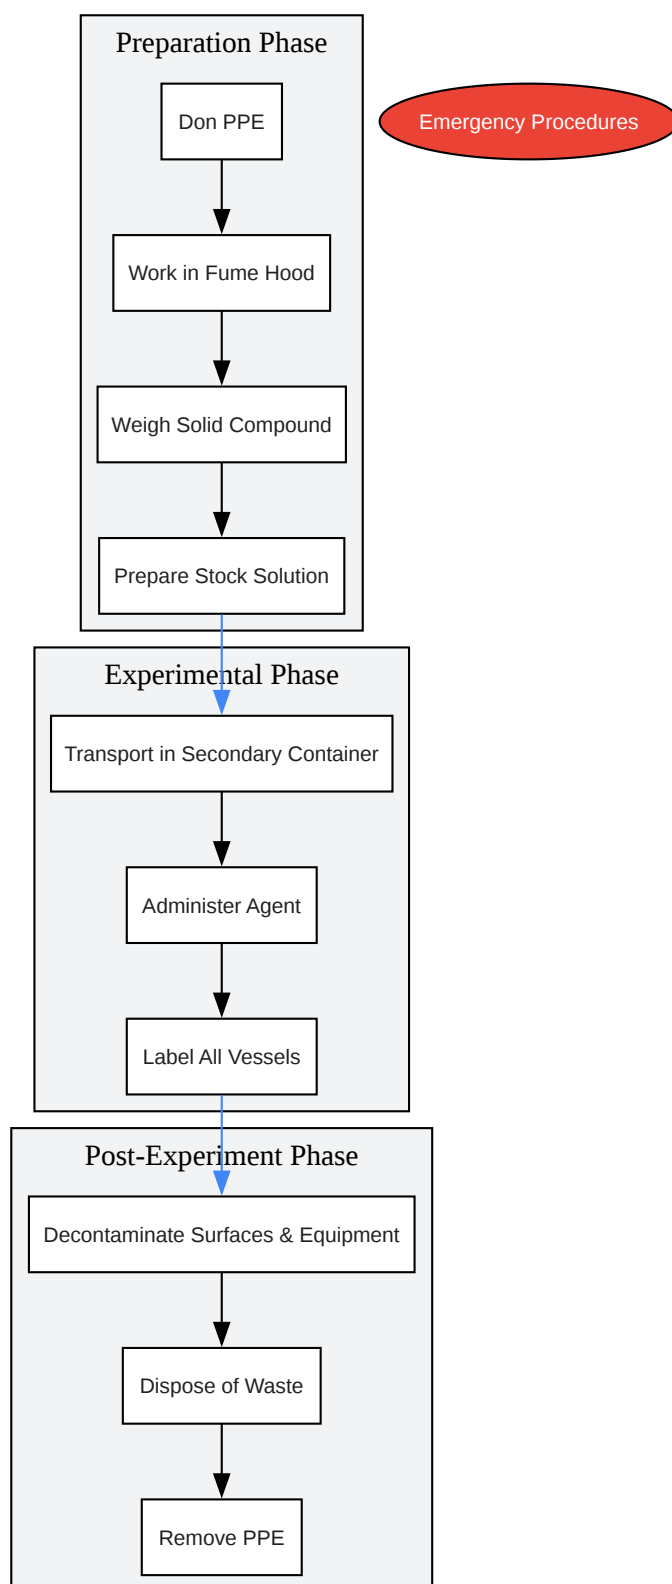 Preparation Phase
Don PPE
Emergency Procedures
Work in Fume Hood
Weigh Solid Compound
Prepare Stock Solution
Experimental Phase
Transport in Secondary Container
Administer Agent
Label All Vessels
Post-Experiment Phase
Decontaminate Surfaces & Equipment
Dispose of Waste
Remove PPE